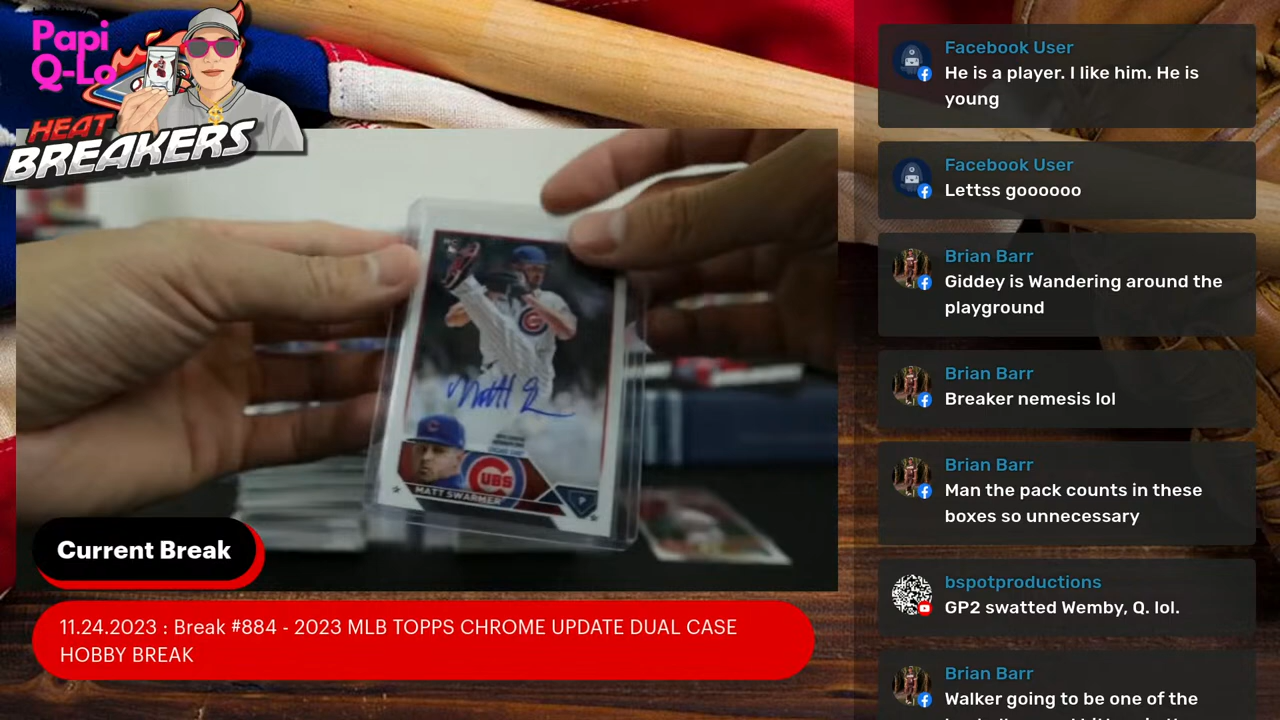 Papi
Q-Lo
HEAT
BREAKERS
RC
Matt S
CUBS
MATT SWARMER
P
Current Break
11.24.2023 : Break #884 - 2023 MLB TOPPS CHROME UPDATE DUAL CASE
HOBBY BREAK
Facebook User
He is a player. I like him. He is
young
Facebook User
Lettss goooooo
Brian Barr
Giddey is Wandering around the
playground
Brian Barr
Breaker nemesis lol
Brian Barr
Man the pack counts in these
boxes so unnecessary
bspotproductions
GP2 swatted Wemby, Q. lol.
Brian Barr
Walker going to be one of the